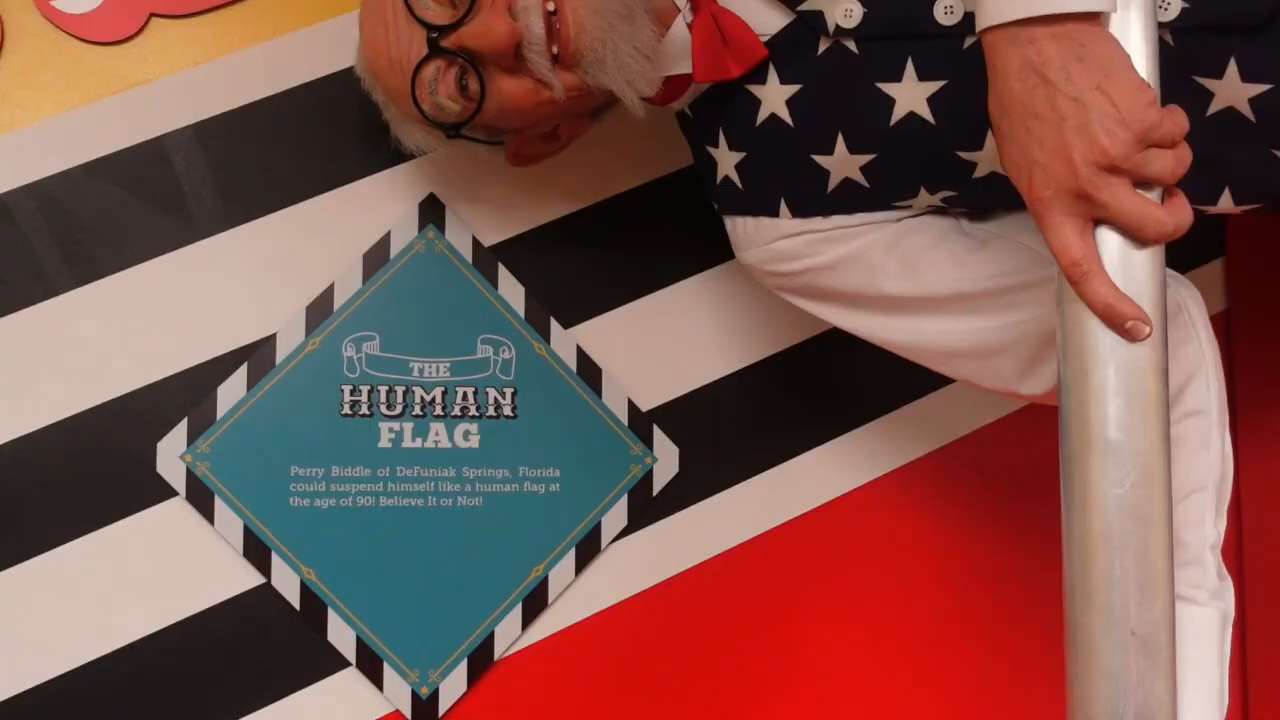 THE
HUMAN
FLAG
Perry Biddle of DeFuniak Springs, Florida
could suspend himself like a human flag at
the age of 90! Believe It or Not!